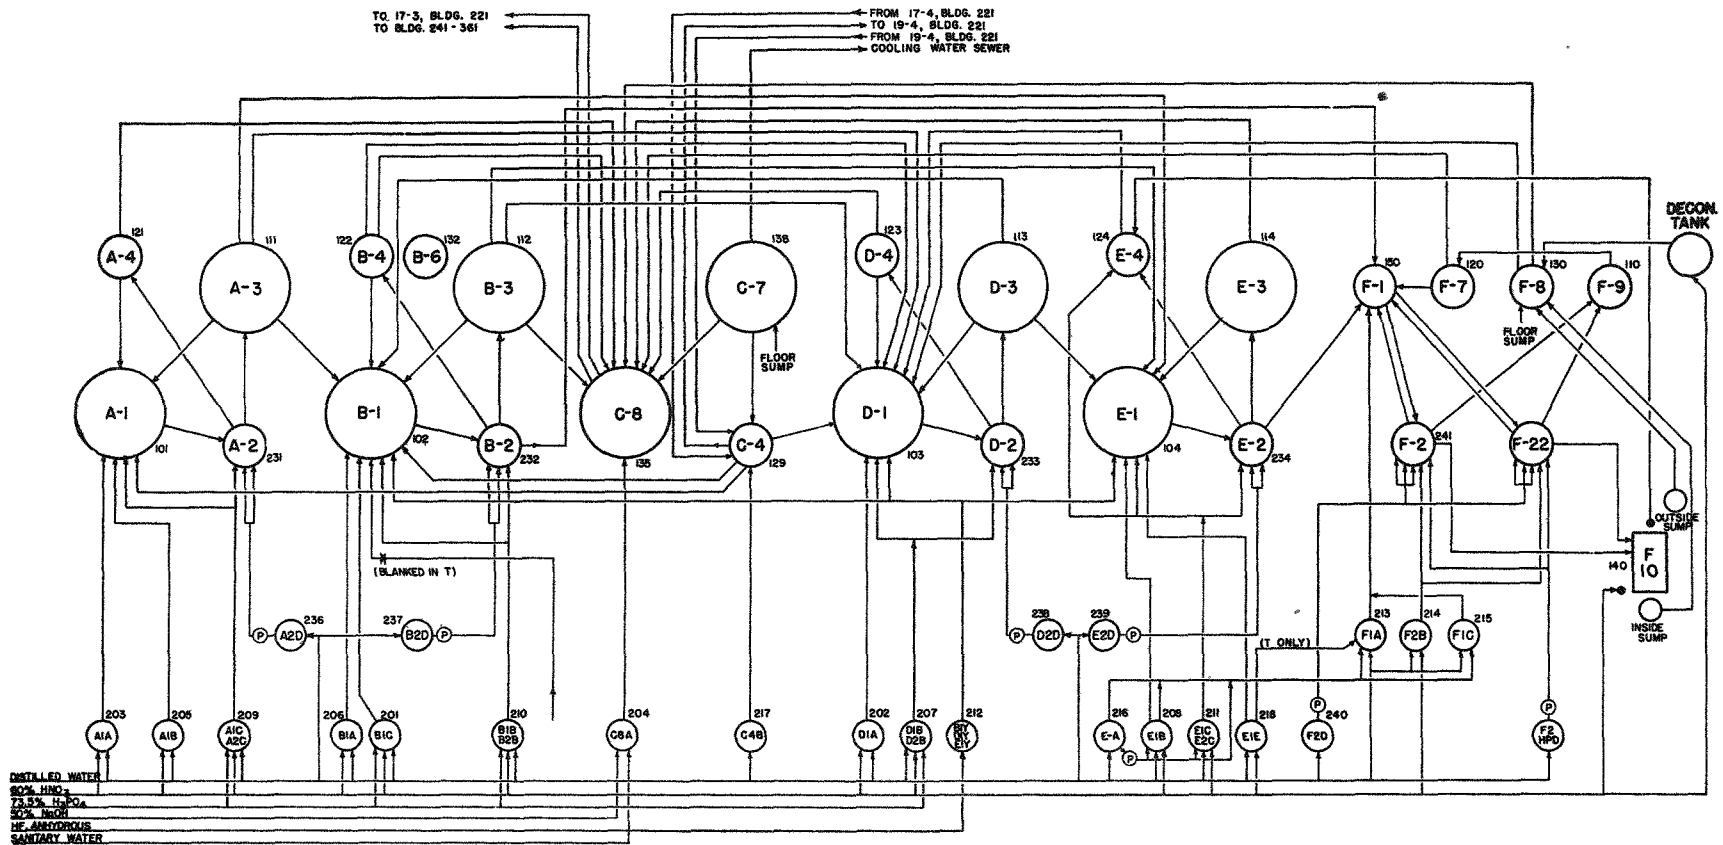 TO 17-3, BLDG. 221
TO BLDG. 241-361
FROM 17-4, BLDG. 221
TO 19-4, BLDG. 221
FROM 19-4, BLDG. 221
COOLING WATER SEWER
DECON.
TANK
121
A-4
111
A-3
122
B-4
132
B-6
112
B-3
138
C-7
123
D-4
113
D-3
124
E-4
114
E-3
150
F-1
120
F-7
130
F-8
110
F-9
FLOOR
SUMP
FLOOR
SUMP
A-1
101
A-2
231
B-1
102
B-2
232
C-8
135
C-4
129
D-1
103
D-2
233
E-1
104
E-2
234
F-2
241
F-22
OUTSIDE
SUMP
(BLANKED IN T)
140
F
10
INSIDE
SUMP
P
A2D
236
237
B2D
P
P
238
D2D
239
E2D
P
(T ONLY)
213
F1A
214
F2B
215
F1C
203
A1A
205
A1B
209
A1C
A2C
206
B1A
201
B1C
210
B1B
B2B
204
C8A
217
C4B
202
D1A
207
D1B
D2B
212
E1Y
216
E-A
P
208
E1B
211
E1C
E2C
218
E1E
P
240
F2D
P
F2
HPD
DISTILLED WATER
60% HNO3
73.5% H3PO4
50% NaOH
HF. ANHYDROUS
SANITARY WATER